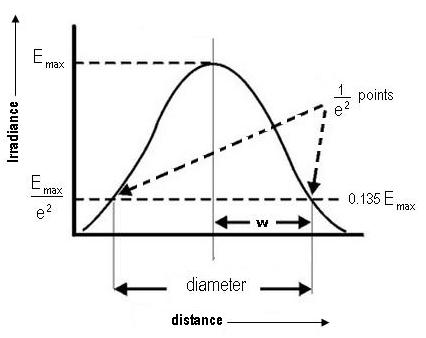 Irradiance
E max
1 points
e²
E max
e²
0.135 E max
w
diameter
distance